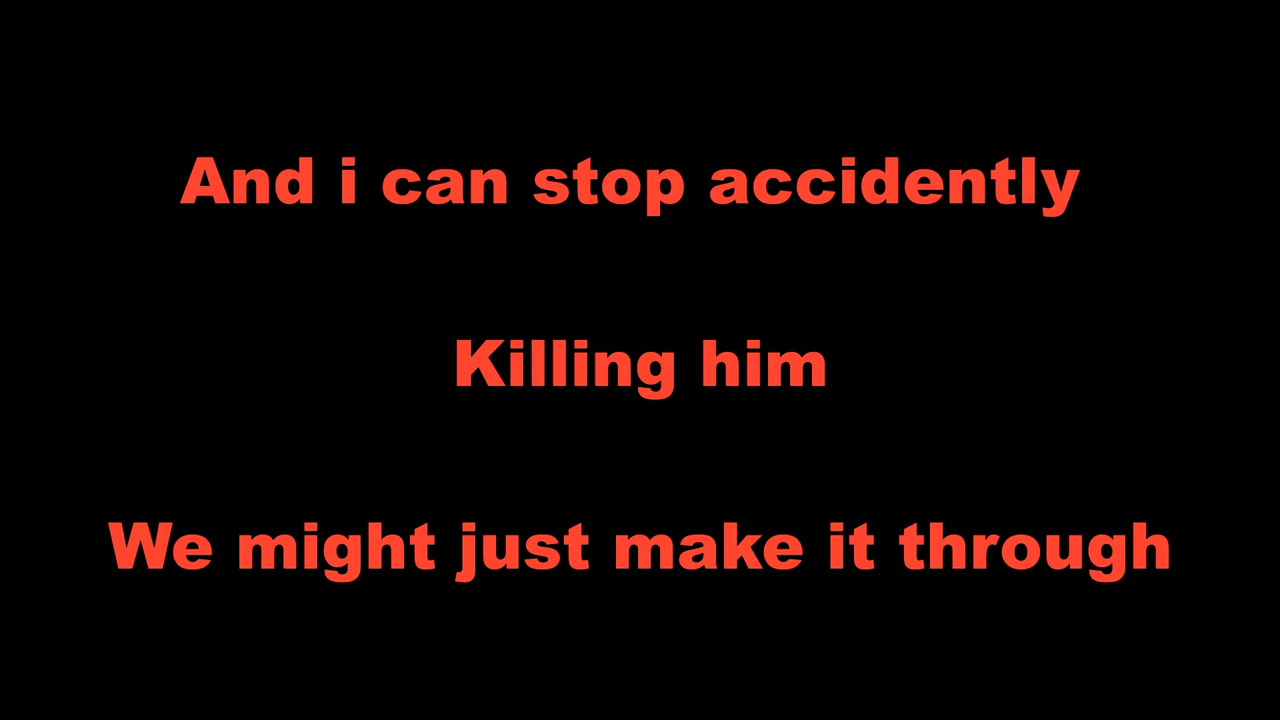 And i can stop accidently
Killing him
We might just make it through